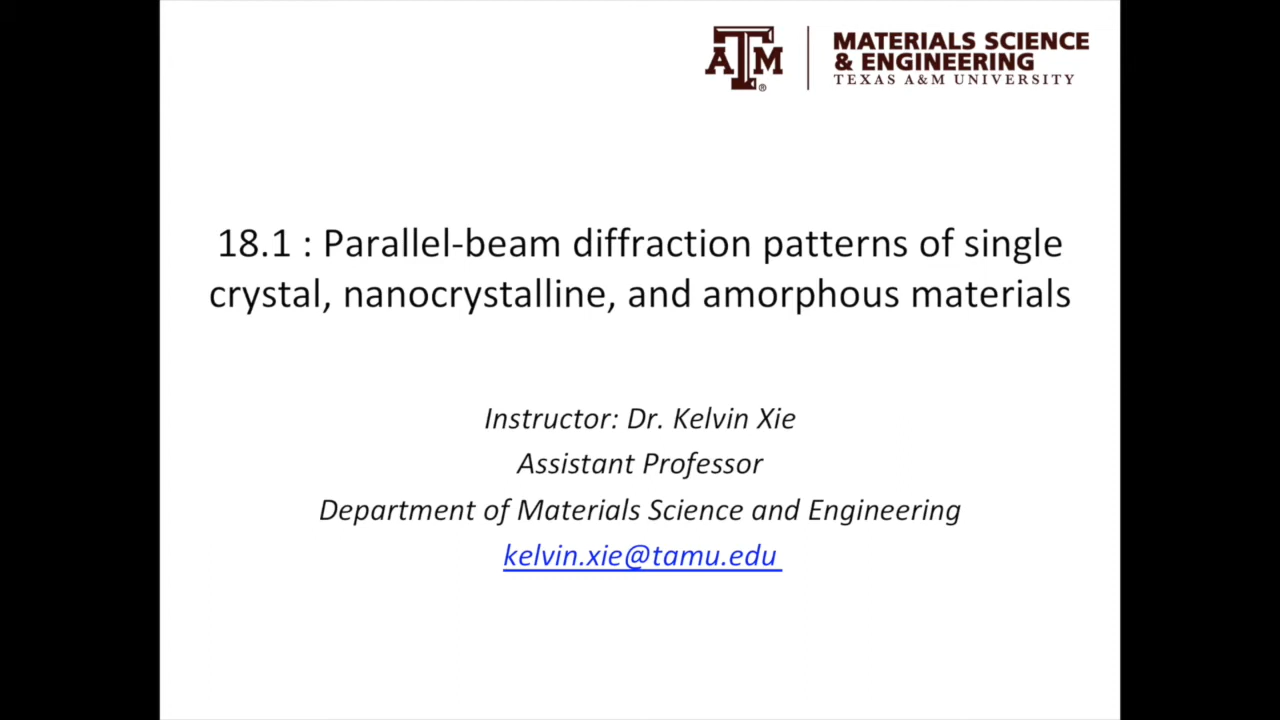 ATM ®
MATERIALS SCIENCE
& ENGINEERING
TEXAS A&M UNIVERSITY
18.1 : Parallel-beam diffraction patterns of single
crystal, nanocrystalline, and amorphous materials
Instructor: Dr. Kelvin Xie
Assistant Professor
Department of Materials Science and Engineering
kelvin.xie@tamu.edu